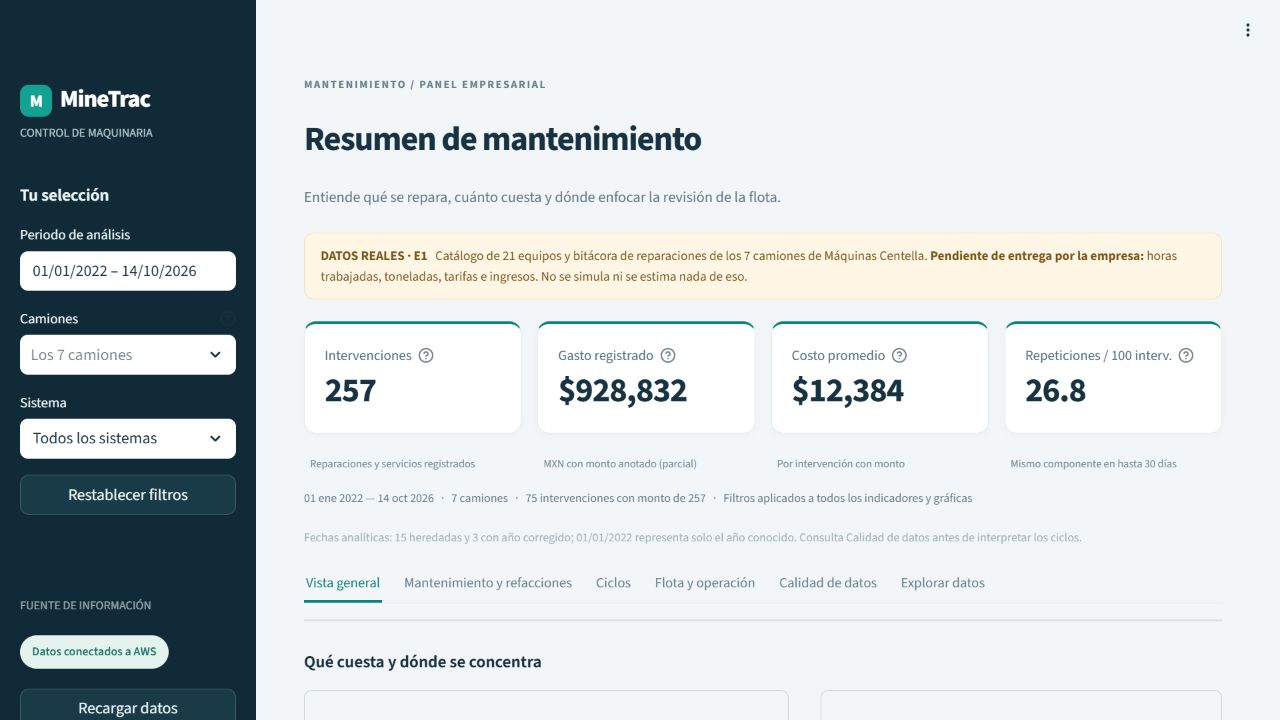 M MineTrac
CONTROL DE MAQUINARIA
Tu selección
Periodo de análisis
01/01/2022 – 14/10/2026
Camiones
Los 7 camiones
Sistema
Todos los sistemas
Restablecer filtros
FUENTE DE INFORMACIÓN
Datos conectados a AWS
Recargar datos
MANTENIMIENTO / PANEL EMPRESARIAL
Resumen de mantenimiento
Entiende qué se repara, cuánto cuesta y dónde enfocar la revisión de la flota.
DATOS REALES · E1 Catálogo de 21 equipos y bitácora de reparaciones de los 7 camiones de Máquinas Centella. Pendiente de entrega por la empresa: horas
trabajadas, toneladas, tarifas e ingresos. No se simula ni se estima nada de eso.
Intervenciones
257
Reparaciones y servicios registrados
Gasto registrado
$928,832
MXN con monto anotado (parcial)
Costo promedio
$12,384
Por intervención con monto
Repeticiones / 100 interv.
26.8
Mismo componente en hasta 30 días
01 ene 2022 — 14 oct 2026 · 7 camiones · 75 intervenciones con monto de 257 · Filtros aplicados a todos los indicadores y gráficas
Fechas analíticas: 15 heredadas y 3 con año corregido; 01/01/2022 representa solo el año conocido. Consulta Calidad de datos antes de interpretar los ciclos.
Vista general Mantenimiento y refacciones Ciclos Flota y operación Calidad de datos Explorar datos
Qué cuesta y dónde se concentra